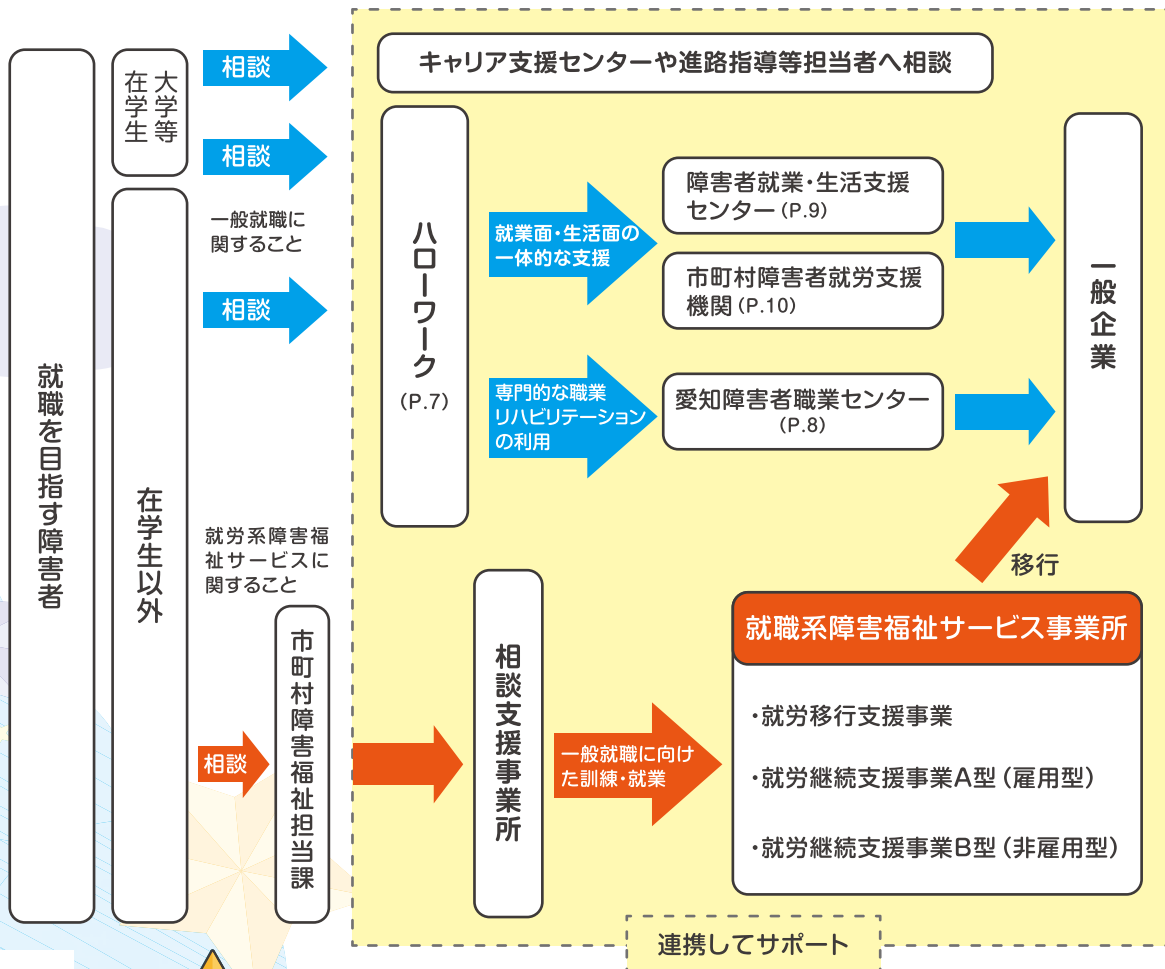 就職を目指す障害者
大学等
在学生
在学生以外
相談
相談
一般就職に
関すること
相談
就労系障害福
祉サービスに
関すること
相談
市町村障害福祉担当課
キャリア支援センターや進路指導等担当者へ相談
ハローワーク
(P.7)
就業面・生活面の
一体的な支援
障害者就業・生活支援
センター(P.9)
市町村障害者就労支援
機関(P.10)
専門的な職業
リハビリテーション
の利用
愛知障害者職業センター
(P.8)
一般企業
移行
相談支援事業所
一般就職に向け
た訓練・就業
就職系障害福祉サービス事業所
・就労移行支援事業
・就労継続支援事業A型(雇用型)
・就労継続支援事業B型(非雇用型)
連携してサポート